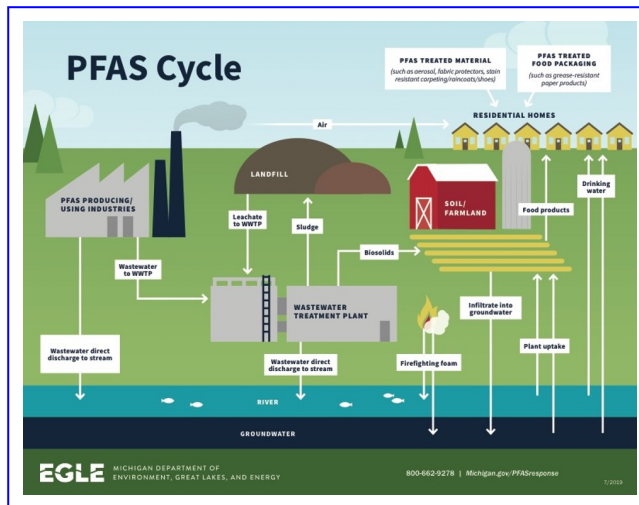 PFAS Cycle
PFAS TREATED MATERIAL
(such as aerosol, fabric protectors, stain
resistant carpeting/raincoats/shoes)
PFAS TREATED
FOOD PACKAGING
(such as grease-resistant
paper products)
RESIDENTIAL HOMES
Air
LANDFILL
PFAS PRODUCING/
USING INDUSTRIES
SOIL/
FARMLAND
Drinking
water
Food products
Leachate
to WWTP
Sludge
Biosolids
Wastewater
to WWTP
WASTEWATER
TREATMENT PLANT
Infiltrate into
groundwater
Plant uptake
Wastewater direct
discharge to stream
Wastewater direct
discharge to stream
Firefighting foam
RIVER
GROUNDWATER
EGLE
MICHIGAN DEPARTMENT OF
ENVIRONMENT, GREAT LAKES, AND ENERGY
800-662-9278 | Michigan.gov/PFASresponse
7/2019